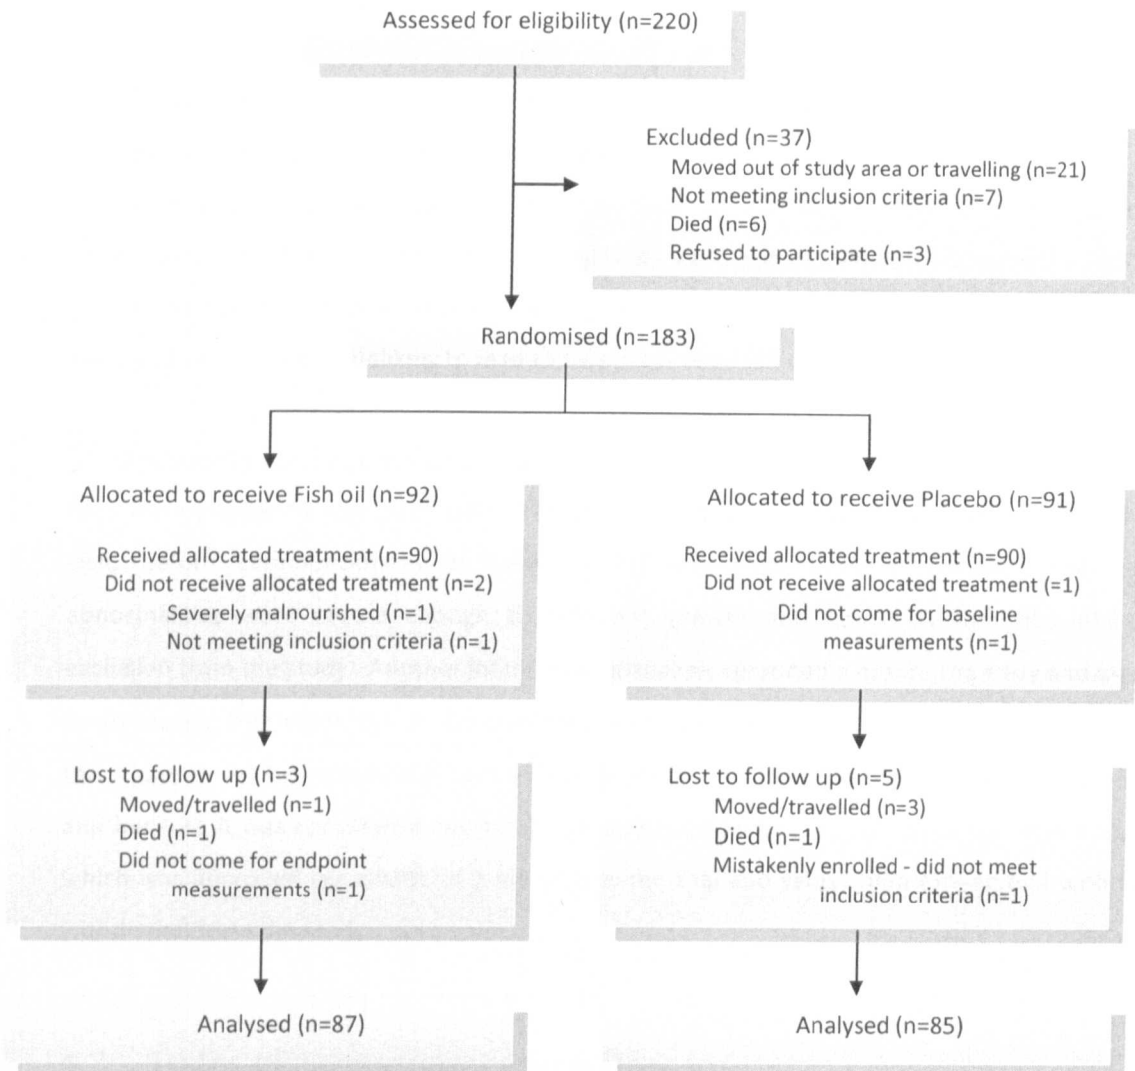 Assessed for eligibility (n=220)
Excluded (n=37)
Moved out of study area or travelling (n=21)
Not meeting inclusion criteria (n=7)
Died (n=6)
Refused to participate (n=3)
Randomised (n=183)
Allocated to receive Fish oil (n=92)
Received allocated treatment (n=90)
Did not receive allocated treatment (n=2)
Severely malnourished (n=1)
Not meeting inclusion criteria (n=1)
Allocated to receive Placebo (n=91)
Received allocated treatment (n=90)
Did not receive allocated treatment (=1)
Did not come for baseline
measurements (n=1)
Lost to follow up (n=3)
Moved/travelled (n=1)
Died (n=1)
Did not come for endpoint
measurements (n=1)
Lost to follow up (n=5)
Moved/travelled (n=3)
Died (n=1)
Mistakenly enrolled - did not meet
inclusion criteria (n=1)
Analysed (n=87)
Analysed (n=85)